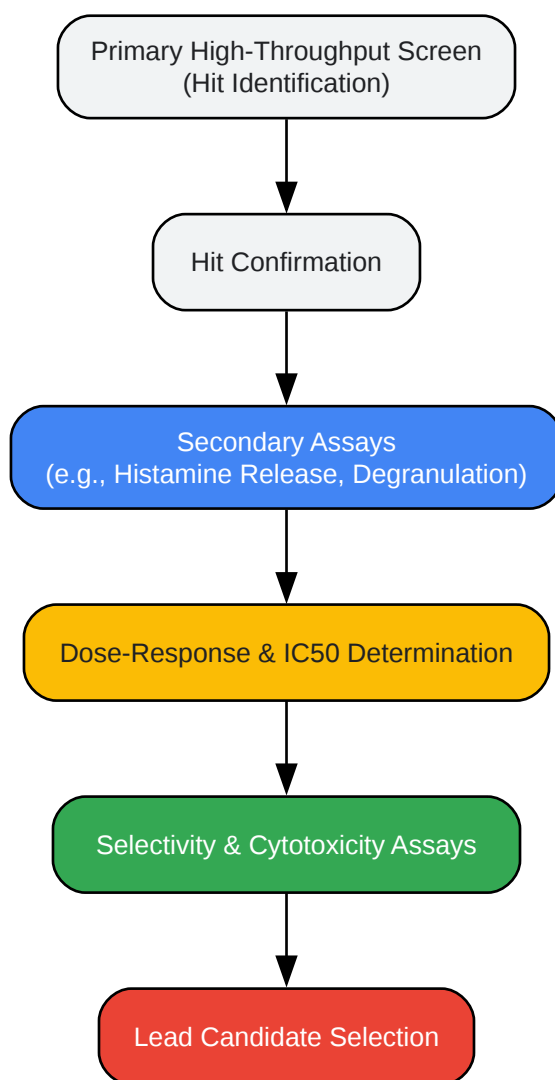 Primary High-Throughput Screen
(Hit Identification)
Hit Confirmation
Secondary Assays
(e.g., Histamine Release, Degranulation)
Dose-Response & IC50 Determination
Selectivity & Cytotoxicity Assays
Lead Candidate Selection